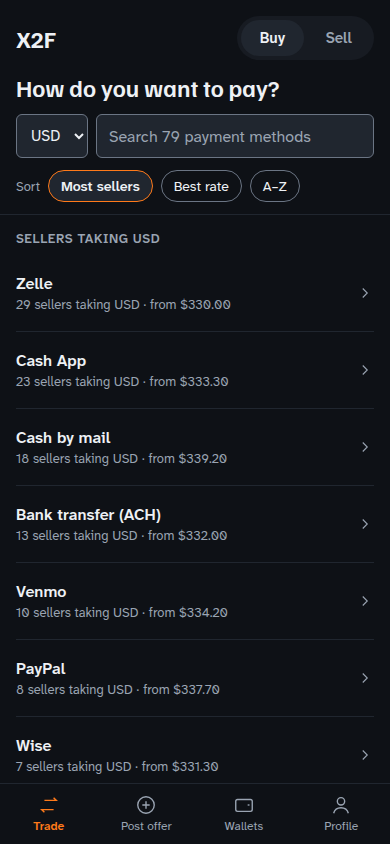 X2F
Buy
Sell
How do you want to pay?
USD
Search 79 payment methods
Sort
Most sellers
Best rate
A–Z
SELLERS TAKING USD
Zelle
29 sellers taking USD · from $330.00
Cash App
23 sellers taking USD · from $333.30
Cash by mail
18 sellers taking USD · from $339.20
Bank transfer (ACH)
13 sellers taking USD · from $332.00
Venmo
10 sellers taking USD · from $334.20
PayPal
8 sellers taking USD · from $337.70
Wise
7 sellers taking USD · from $331.30
Trade
Post offer
Wallets
Profile